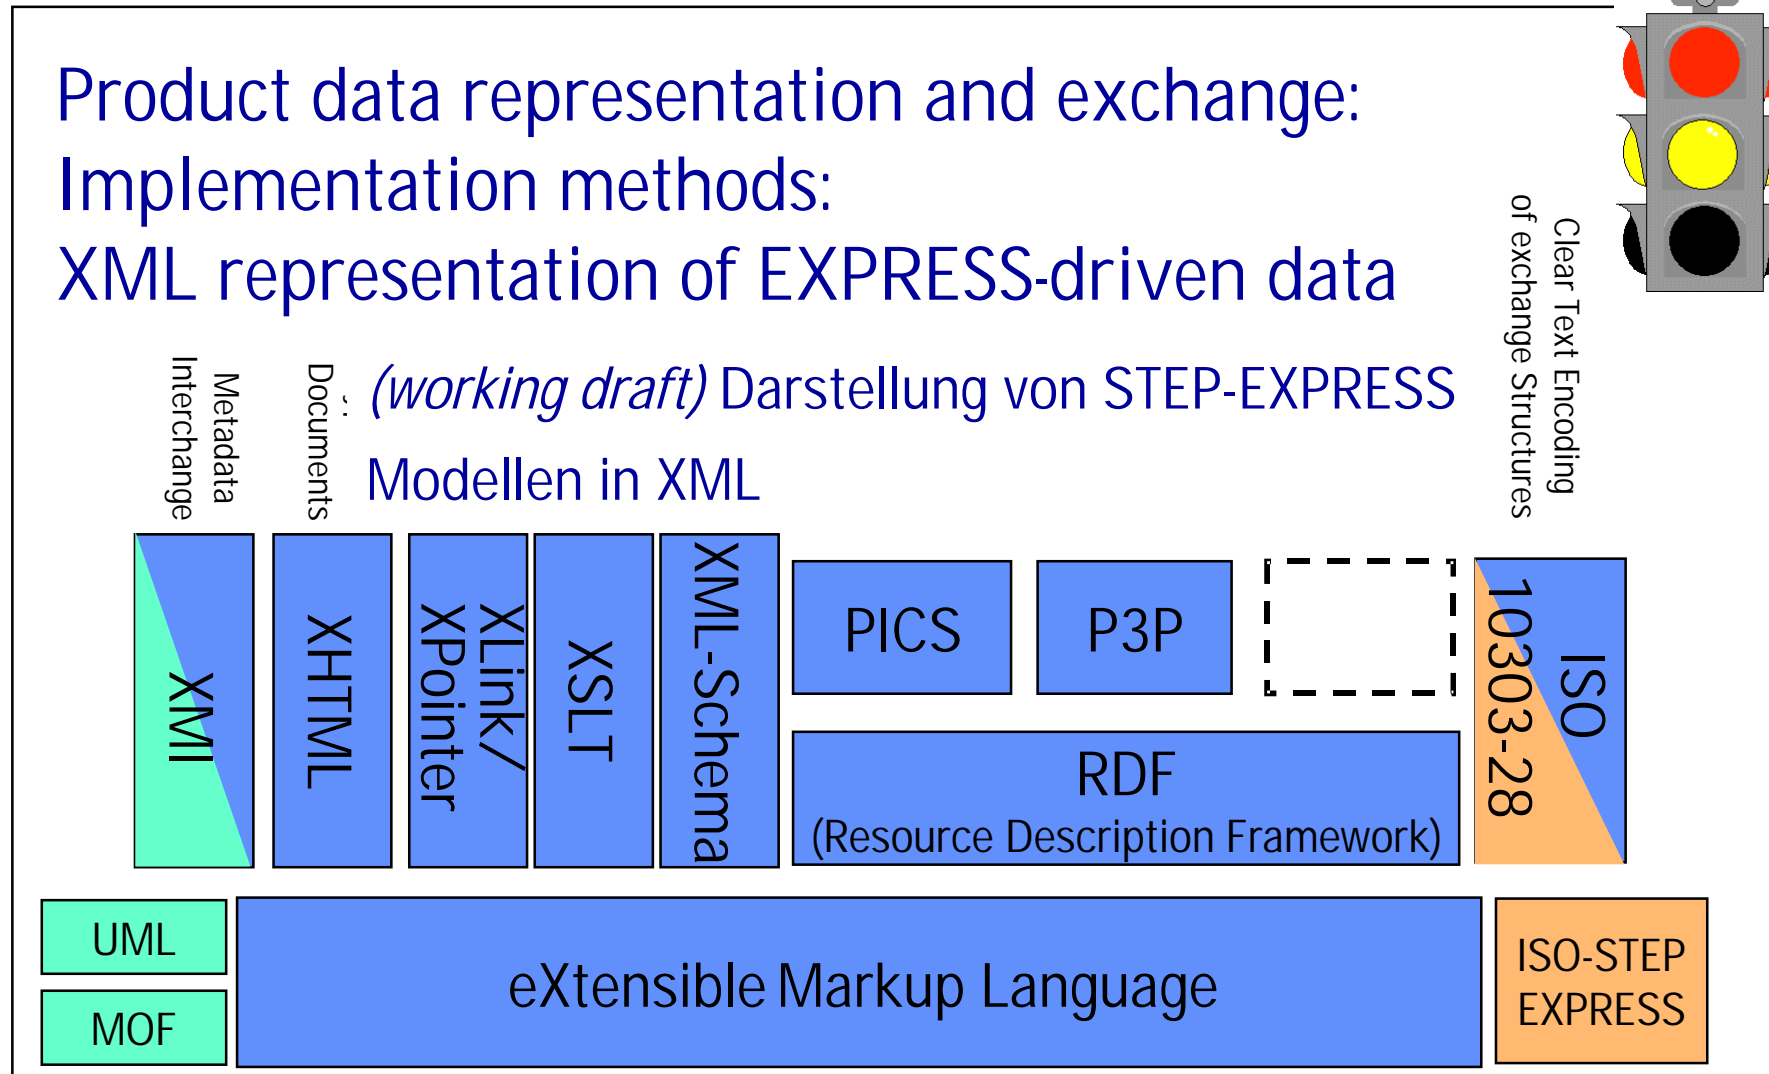 Product data representation and exchange:
Implementation methods:
XML representation of EXPRESS-driven data
(working draft) Darstellung von STEP-EXPRESS
Modellen in XML
Metadata
Interchange
Documents
Clear Text Encoding
of exchange Structures
XMI
XHTML
XLink/
XPointer
XSLT
XML-Schema
PICS
P3P
RDF
(Resource Description Framework)
ISO
10303-28
UML
MOF
eXtensible Markup Language
ISO-STEP
EXPRESS